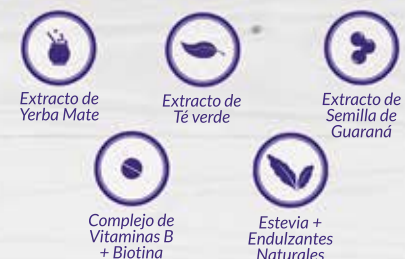 Extracto de
Yerba Mate
Extracto de
Té verde
Extracto de
Semilla de
Guaraná
Complejo de
Vitaminas B
+ Biotina
Estevia +
Endulzantes
Naturales